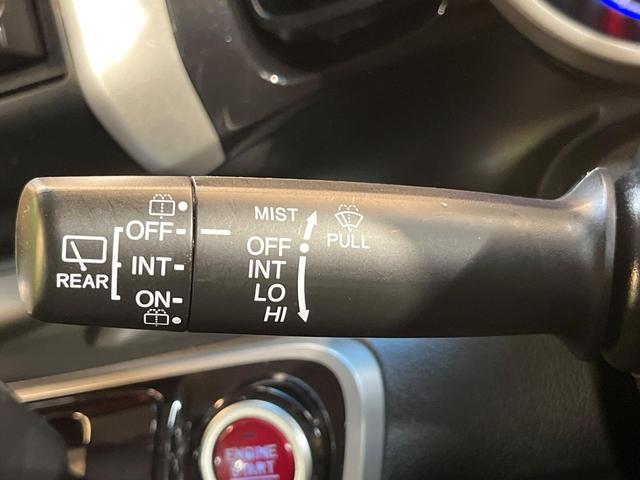 MIST
OFF OFF PULL
REAR INT INT
ON LO
HI
ENGINE
START